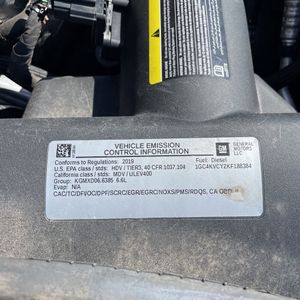 VEHICLE EMISSION
CONTROL INFORMATION
GM
GENERAL
MOTORS
LLC
Conforms to Regulations: 2019
Fuel: Diesel
U.S. EPA class / stds: HDV / TIER3, 40 CFR 1037.104
1GC4KYCY2KF188384
California class / stds: MDV / ULEV400
Group: KGMXD06.6385 6.6L
Evap: N/A
CAC/TC/DFI/OC/DPF/SCRC/EGR/EGRC/NOXS/PMS/RDQS, CA OBD II